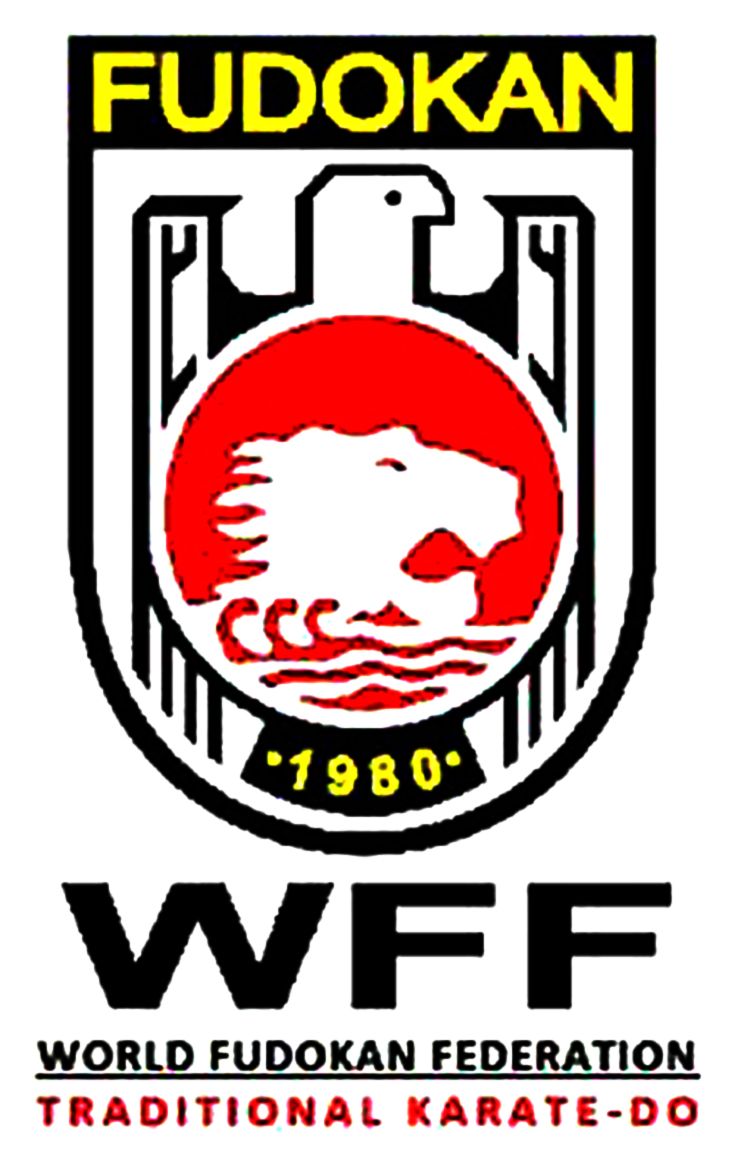 FUDOKAN
·1980·
WFF
WORLD FUDOKAN FEDERATION
TRADITIONAL KARATE-DO